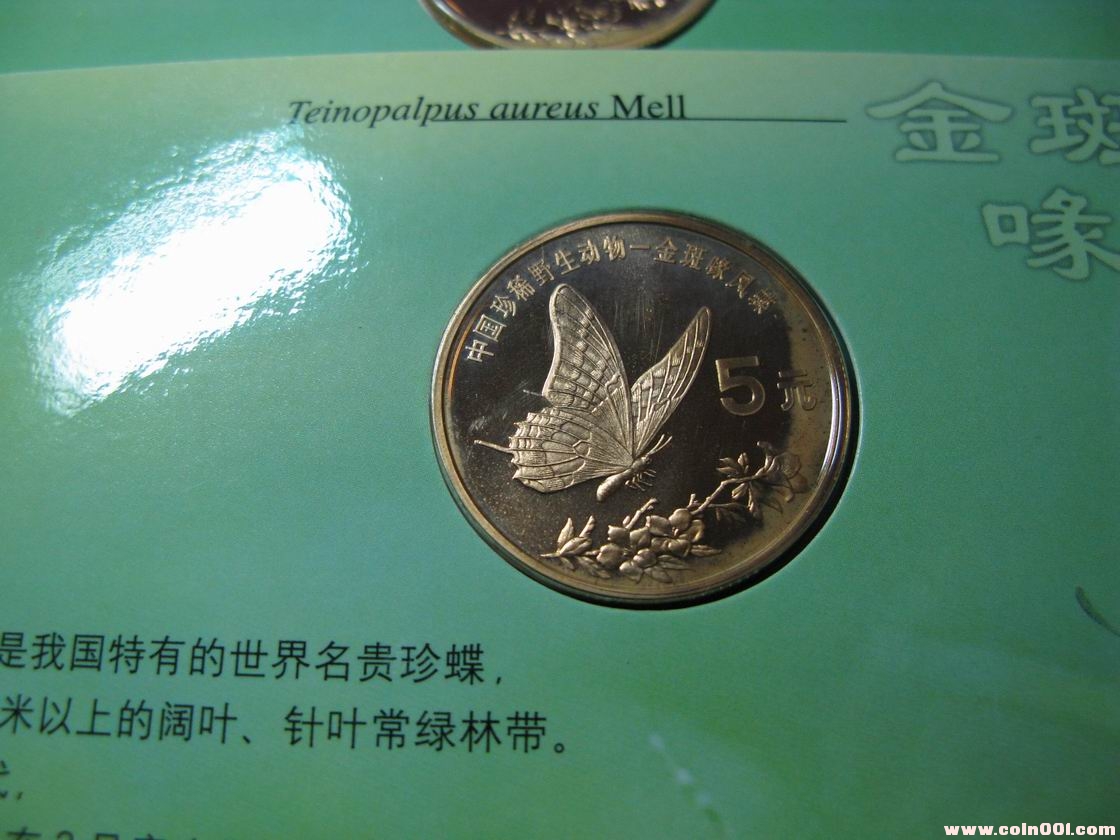 Teinopalpus aureus Mell
金斑
喙
中国珍稀野生动物—金斑喙凤蝶
5元
是我国特有的世界名贵珍蝶，
米以上的阔叶、针叶常绿林带。
www.coin001.com